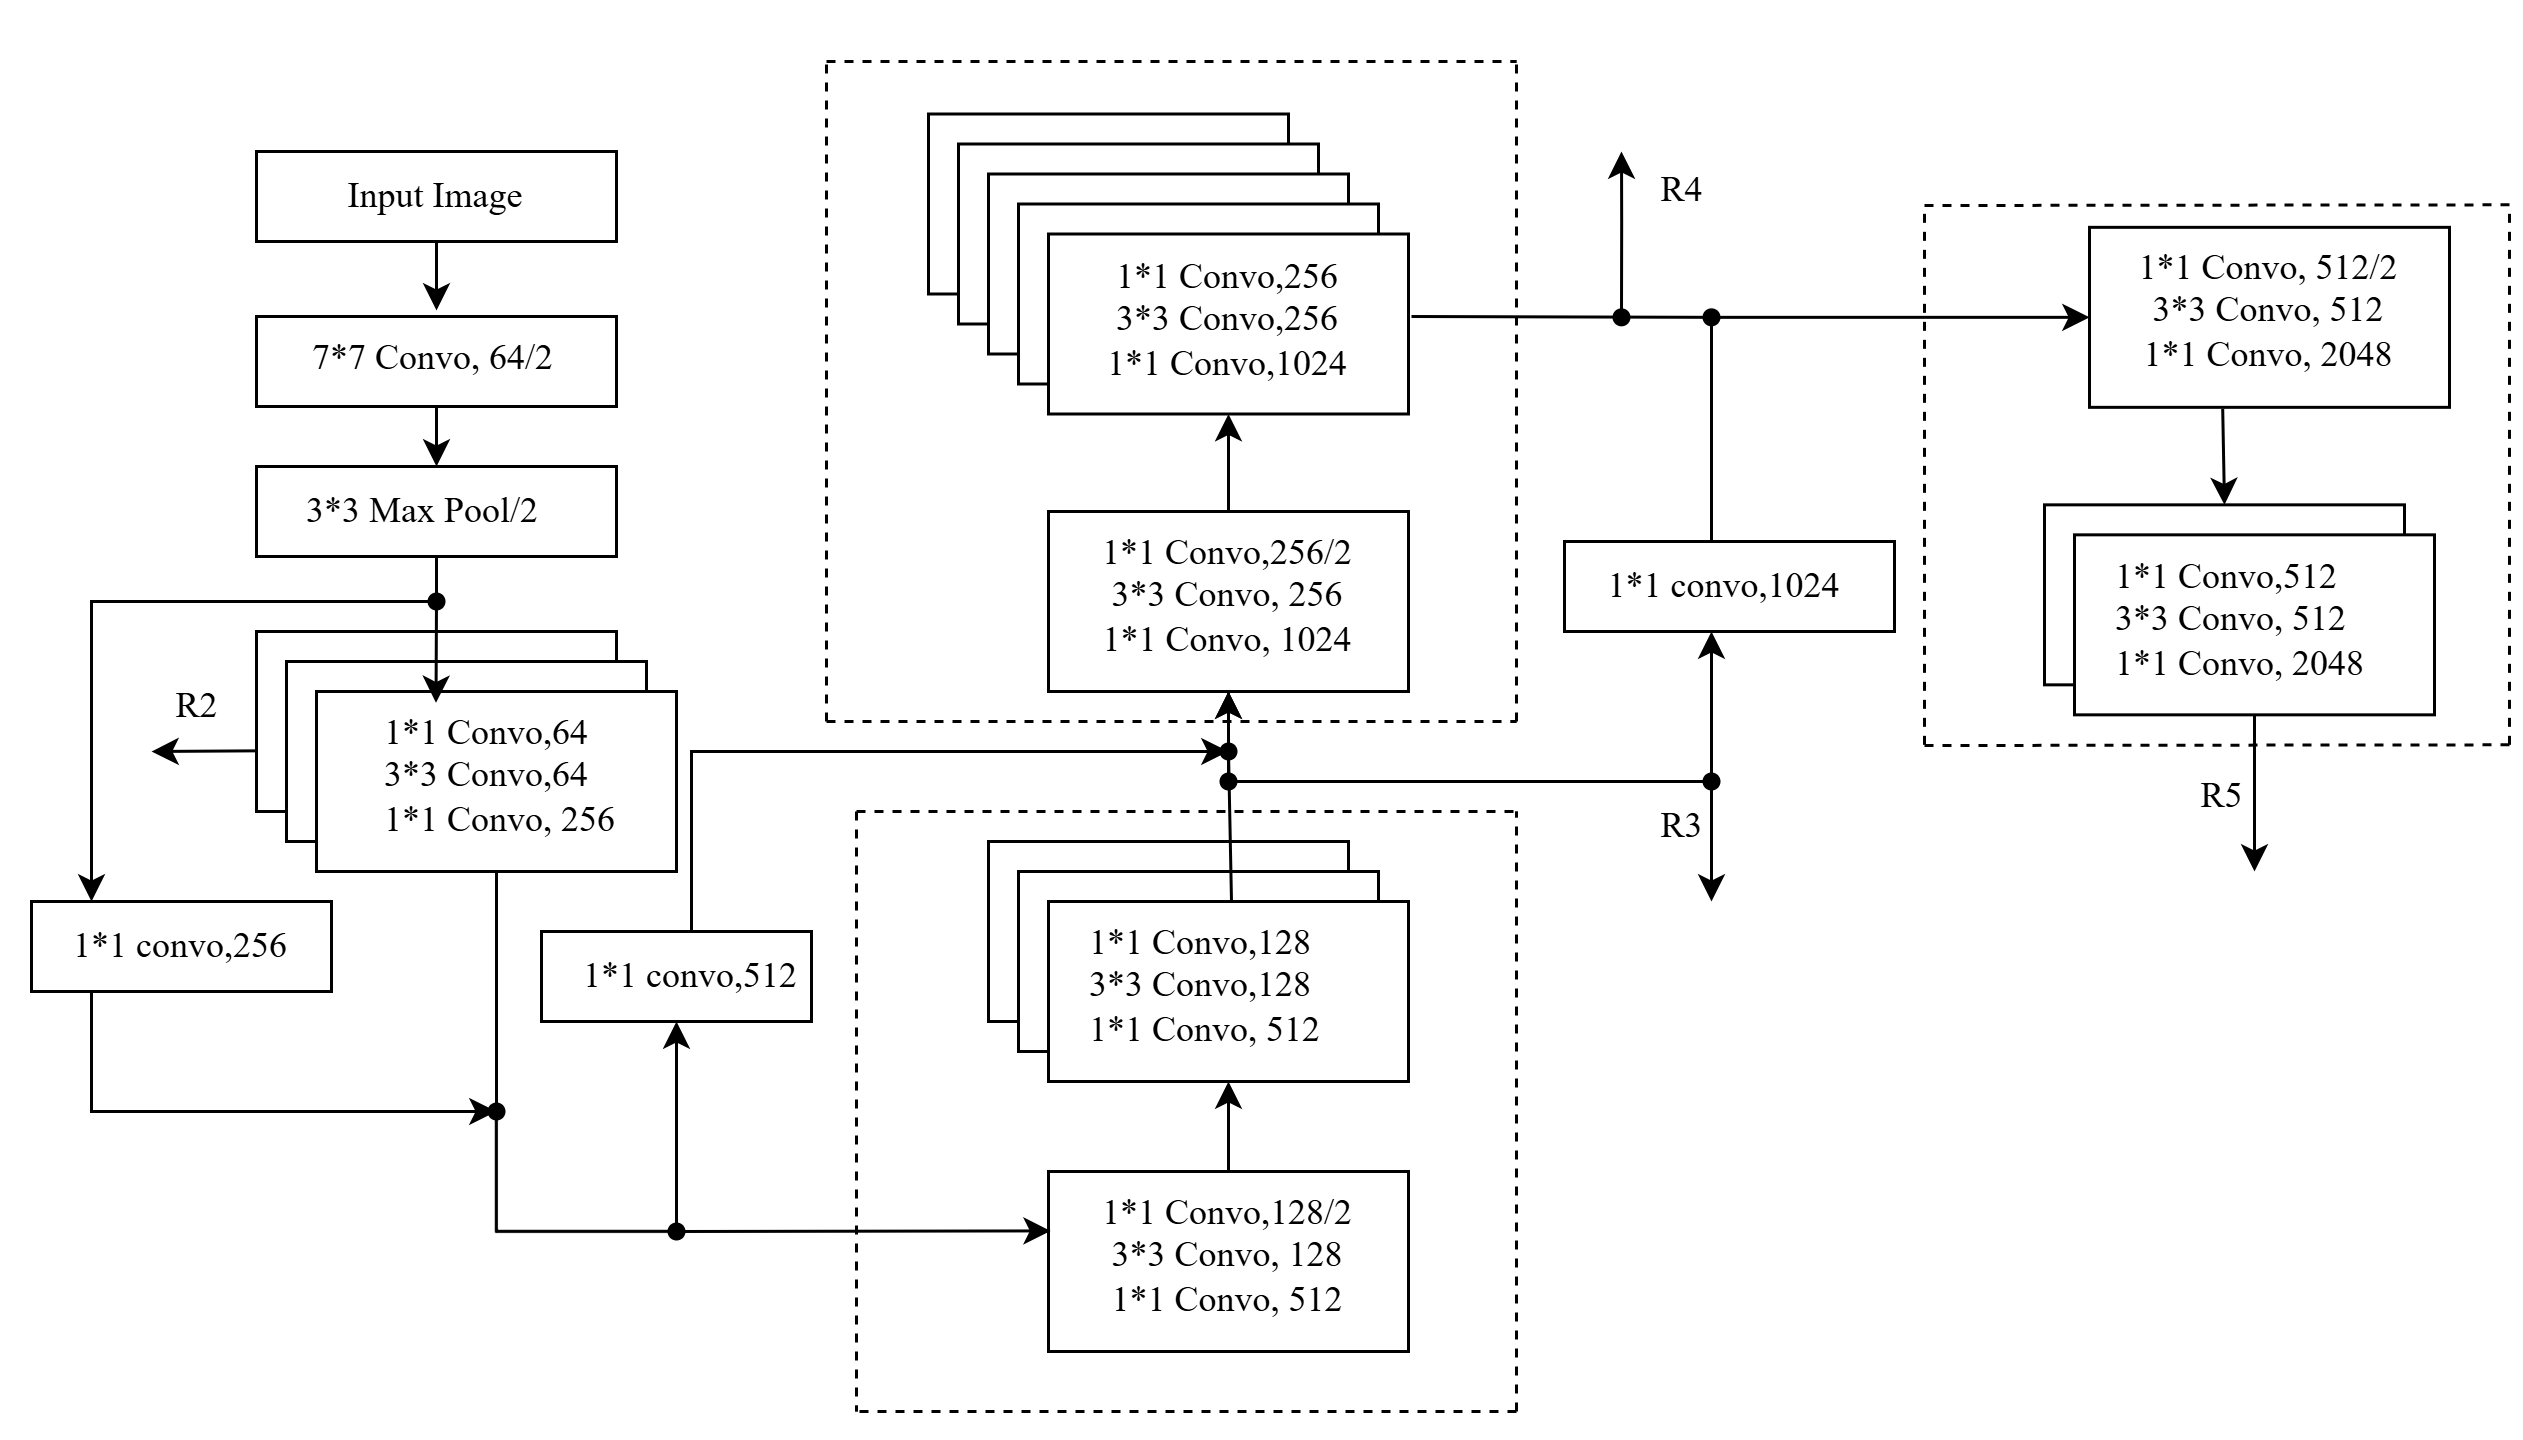 Input Image
7*7 Convo, 64/2
3*3 Max Pool/2
R2
1*1 Convo,64
3*3 Convo,64
1*1 Convo, 256
1*1 convo,256
1*1 convo,512
1*1 Convo,128/2
3*3 Convo, 128
1*1 Convo, 512
1*1 Convo,128
3*3 Convo,128
1*1 Convo, 512
1*1 Convo,256/2
3*3 Convo, 256
1*1 Convo, 1024
1*1 Convo,256
3*3 Convo,256
1*1 Convo,1024
R3
1*1 convo,1024
R4
1*1 Convo, 512/2
3*3 Convo, 512
1*1 Convo, 2048
1*1 Convo,512
3*3 Convo, 512
1*1 Convo, 2048
R5